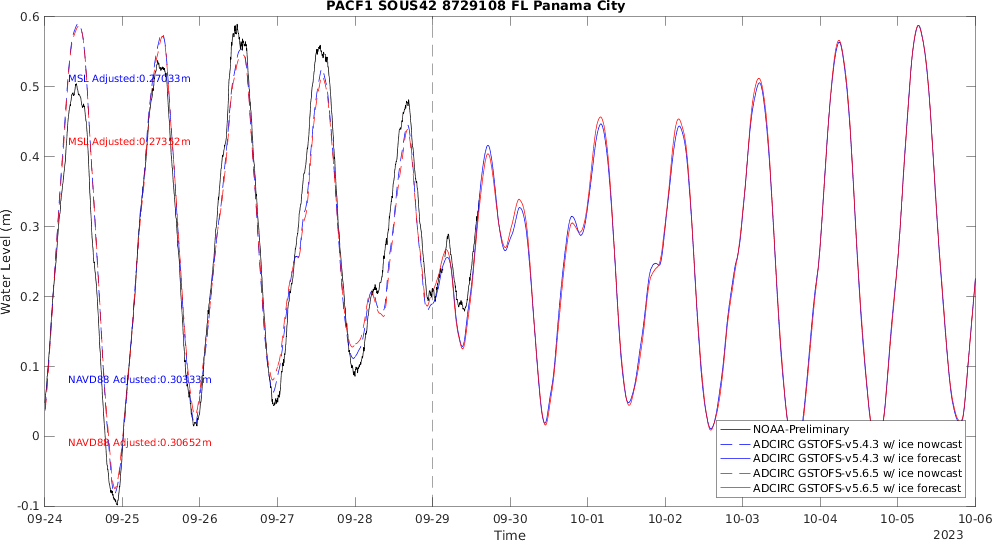 PACF1 SOUS42 8729108 FL Panama City
0.6
0.5
0.4
0.3
0.2
0.1
0
-0.1
Water Level (m)
MSL Adjusted:0.27033m
MSL Adjusted:0.27352m
NAVD88 Adjusted:0.30333m
NAVD88 Adjusted:0.30652m
NOAA-Preliminary
ADCIRC GSTOFS-v5.4.3 w/ ice nowcast
ADCIRC GSTOFS-v5.4.3 w/ ice forecast
ADCIRC GSTOFS-v5.6.5 w/ ice nowcast
ADCIRC GSTOFS-v5.6.5 w/ ice forecast
09-24 09-25 09-26 09-27 09-28 09-29 09-30 10-01 10-02 10-03 10-04 10-05 10-06
Time
2023